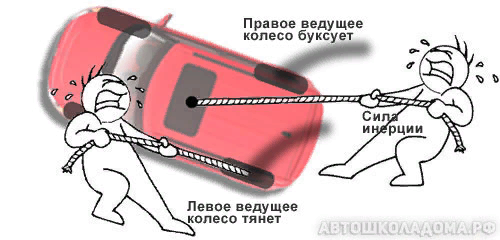 Правое ведущее
колесо буксует
Сила
инерции
Левое ведущее
колесо тянет
АВТОШКОЛАДОМА.РФ